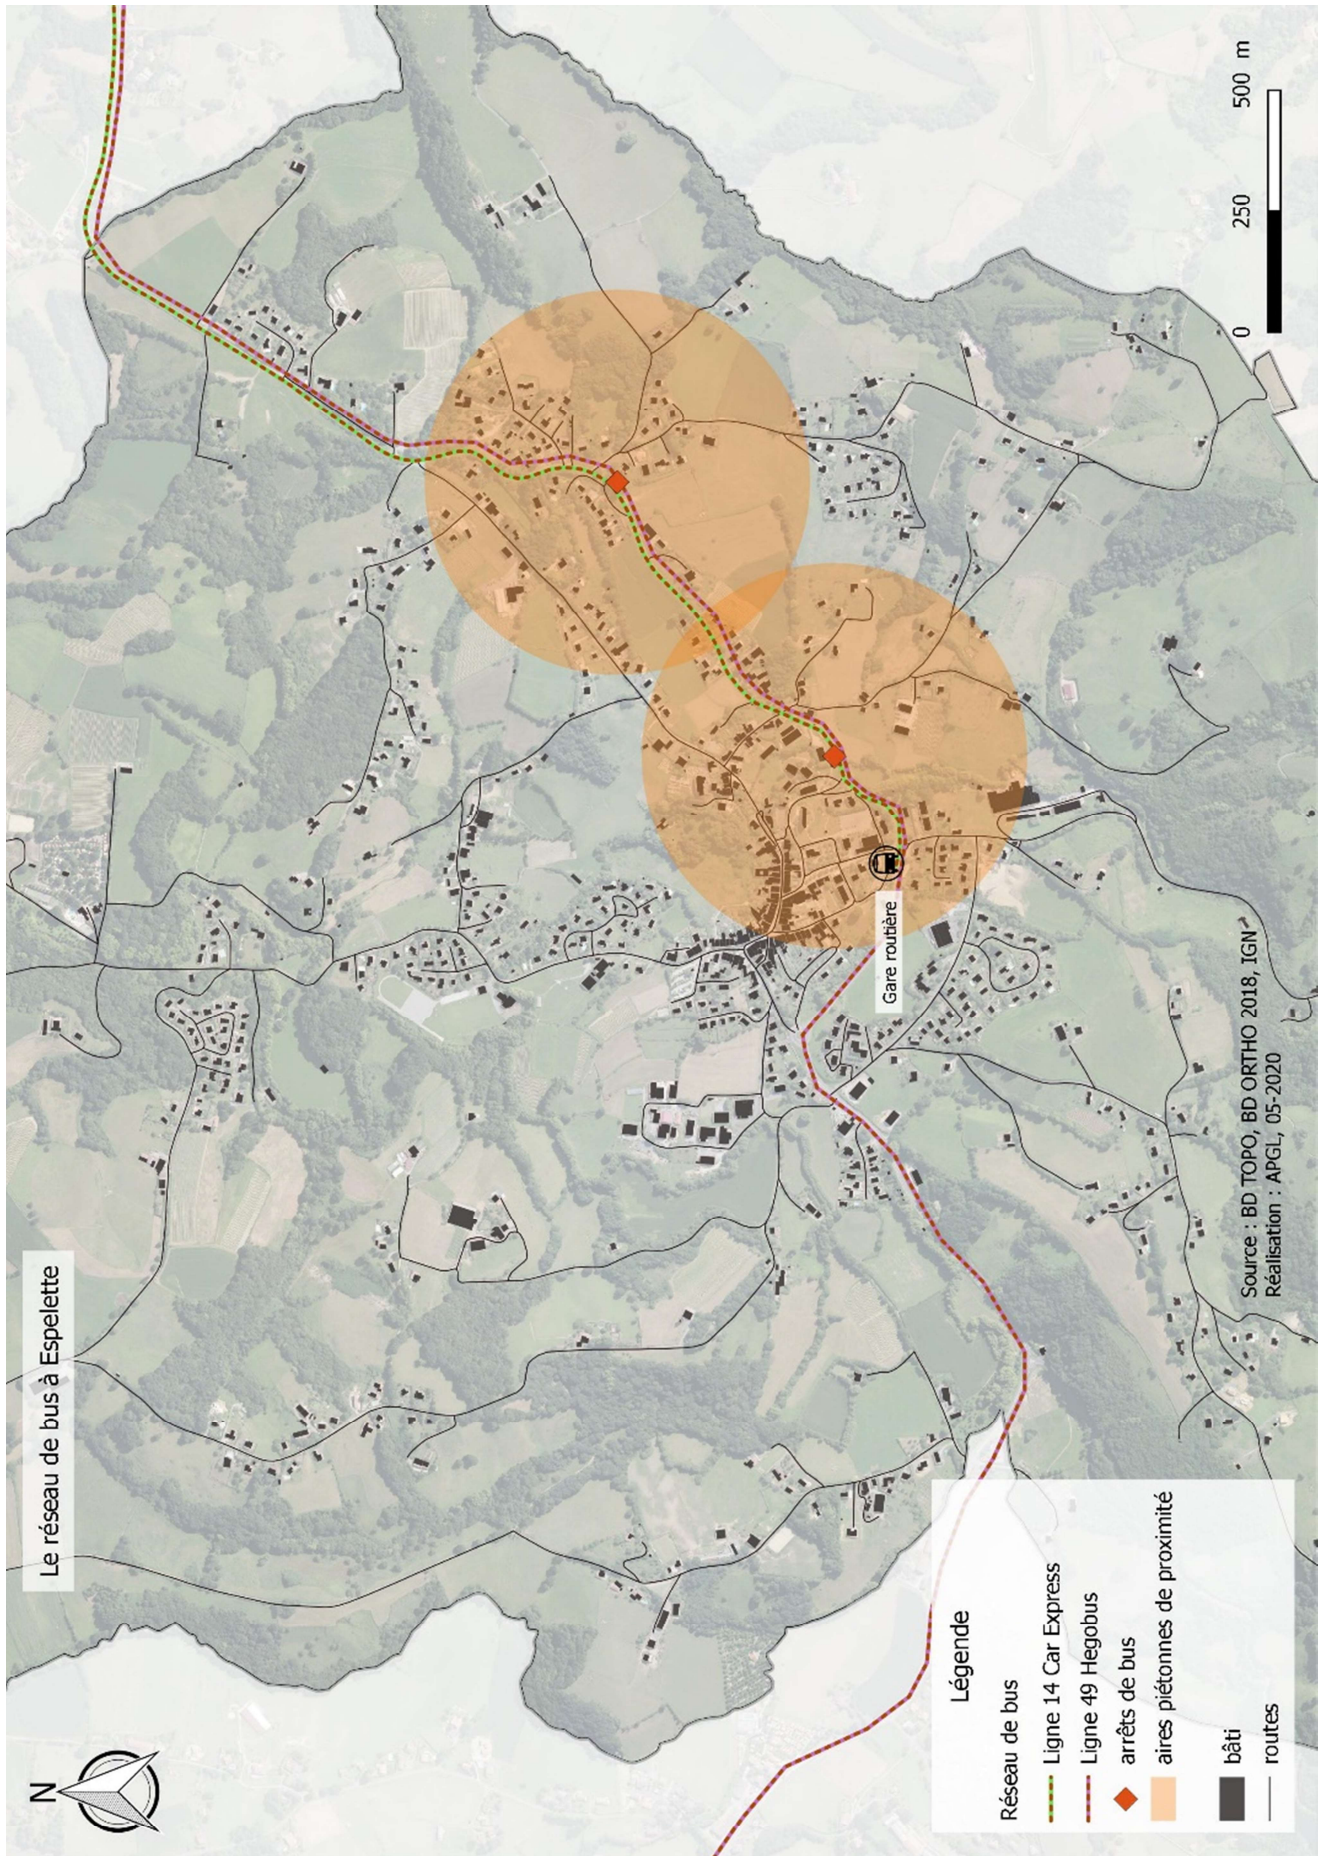 Le réseau de bus à Espelette
N
Gare routière
Légende
Réseau de bus
Ligne 14 Car Express
Ligne 49 Hegobus
arrêts de bus
aires piétonnes de proximité
bâti
routes
Source : BD TOPO, BD ORTHO 2018, IGN
Réalisation : APGL, 05-2020
0 250 500 m